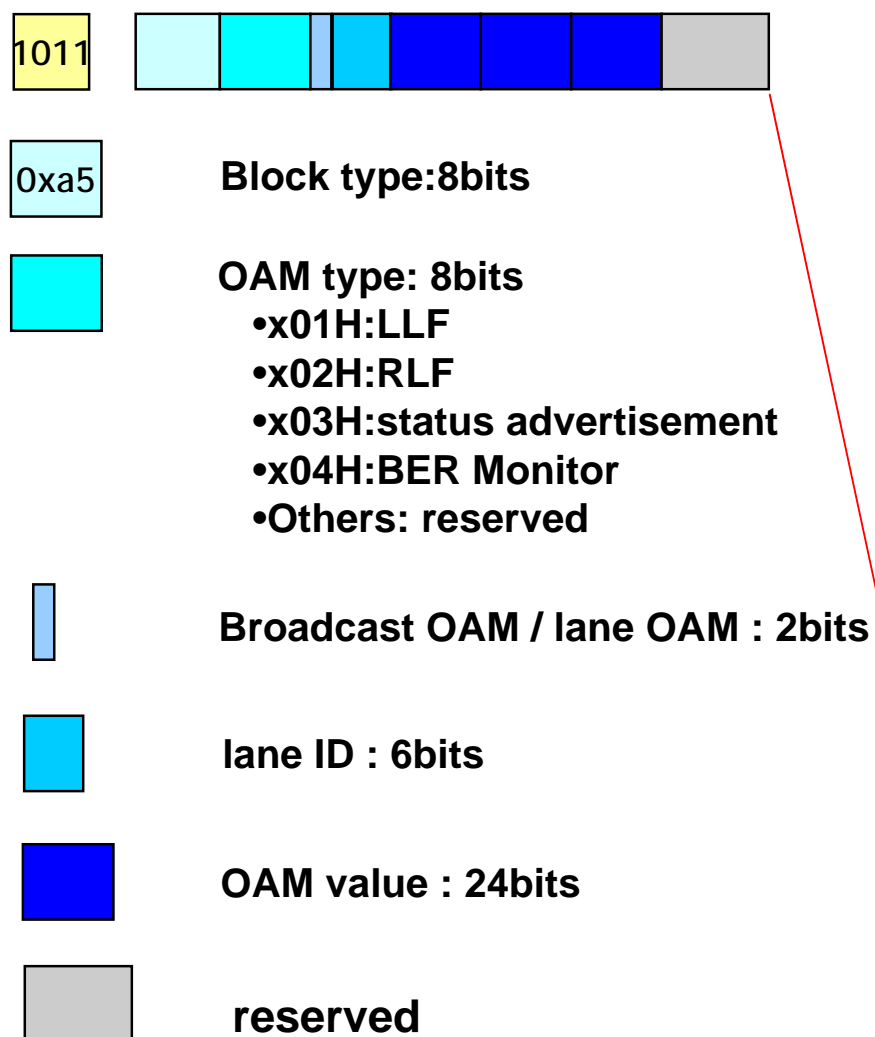 1011
0xa5 Block type:8bits
OAM type: 8bits
•x01H:LLF
•x02H:RLF
•x03H:status advertisement
•x04H:BER Monitor
•Others: reserved
Broadcast OAM / lane OAM : 2bits
lane ID : 6bits
OAM value : 24bits
reserved